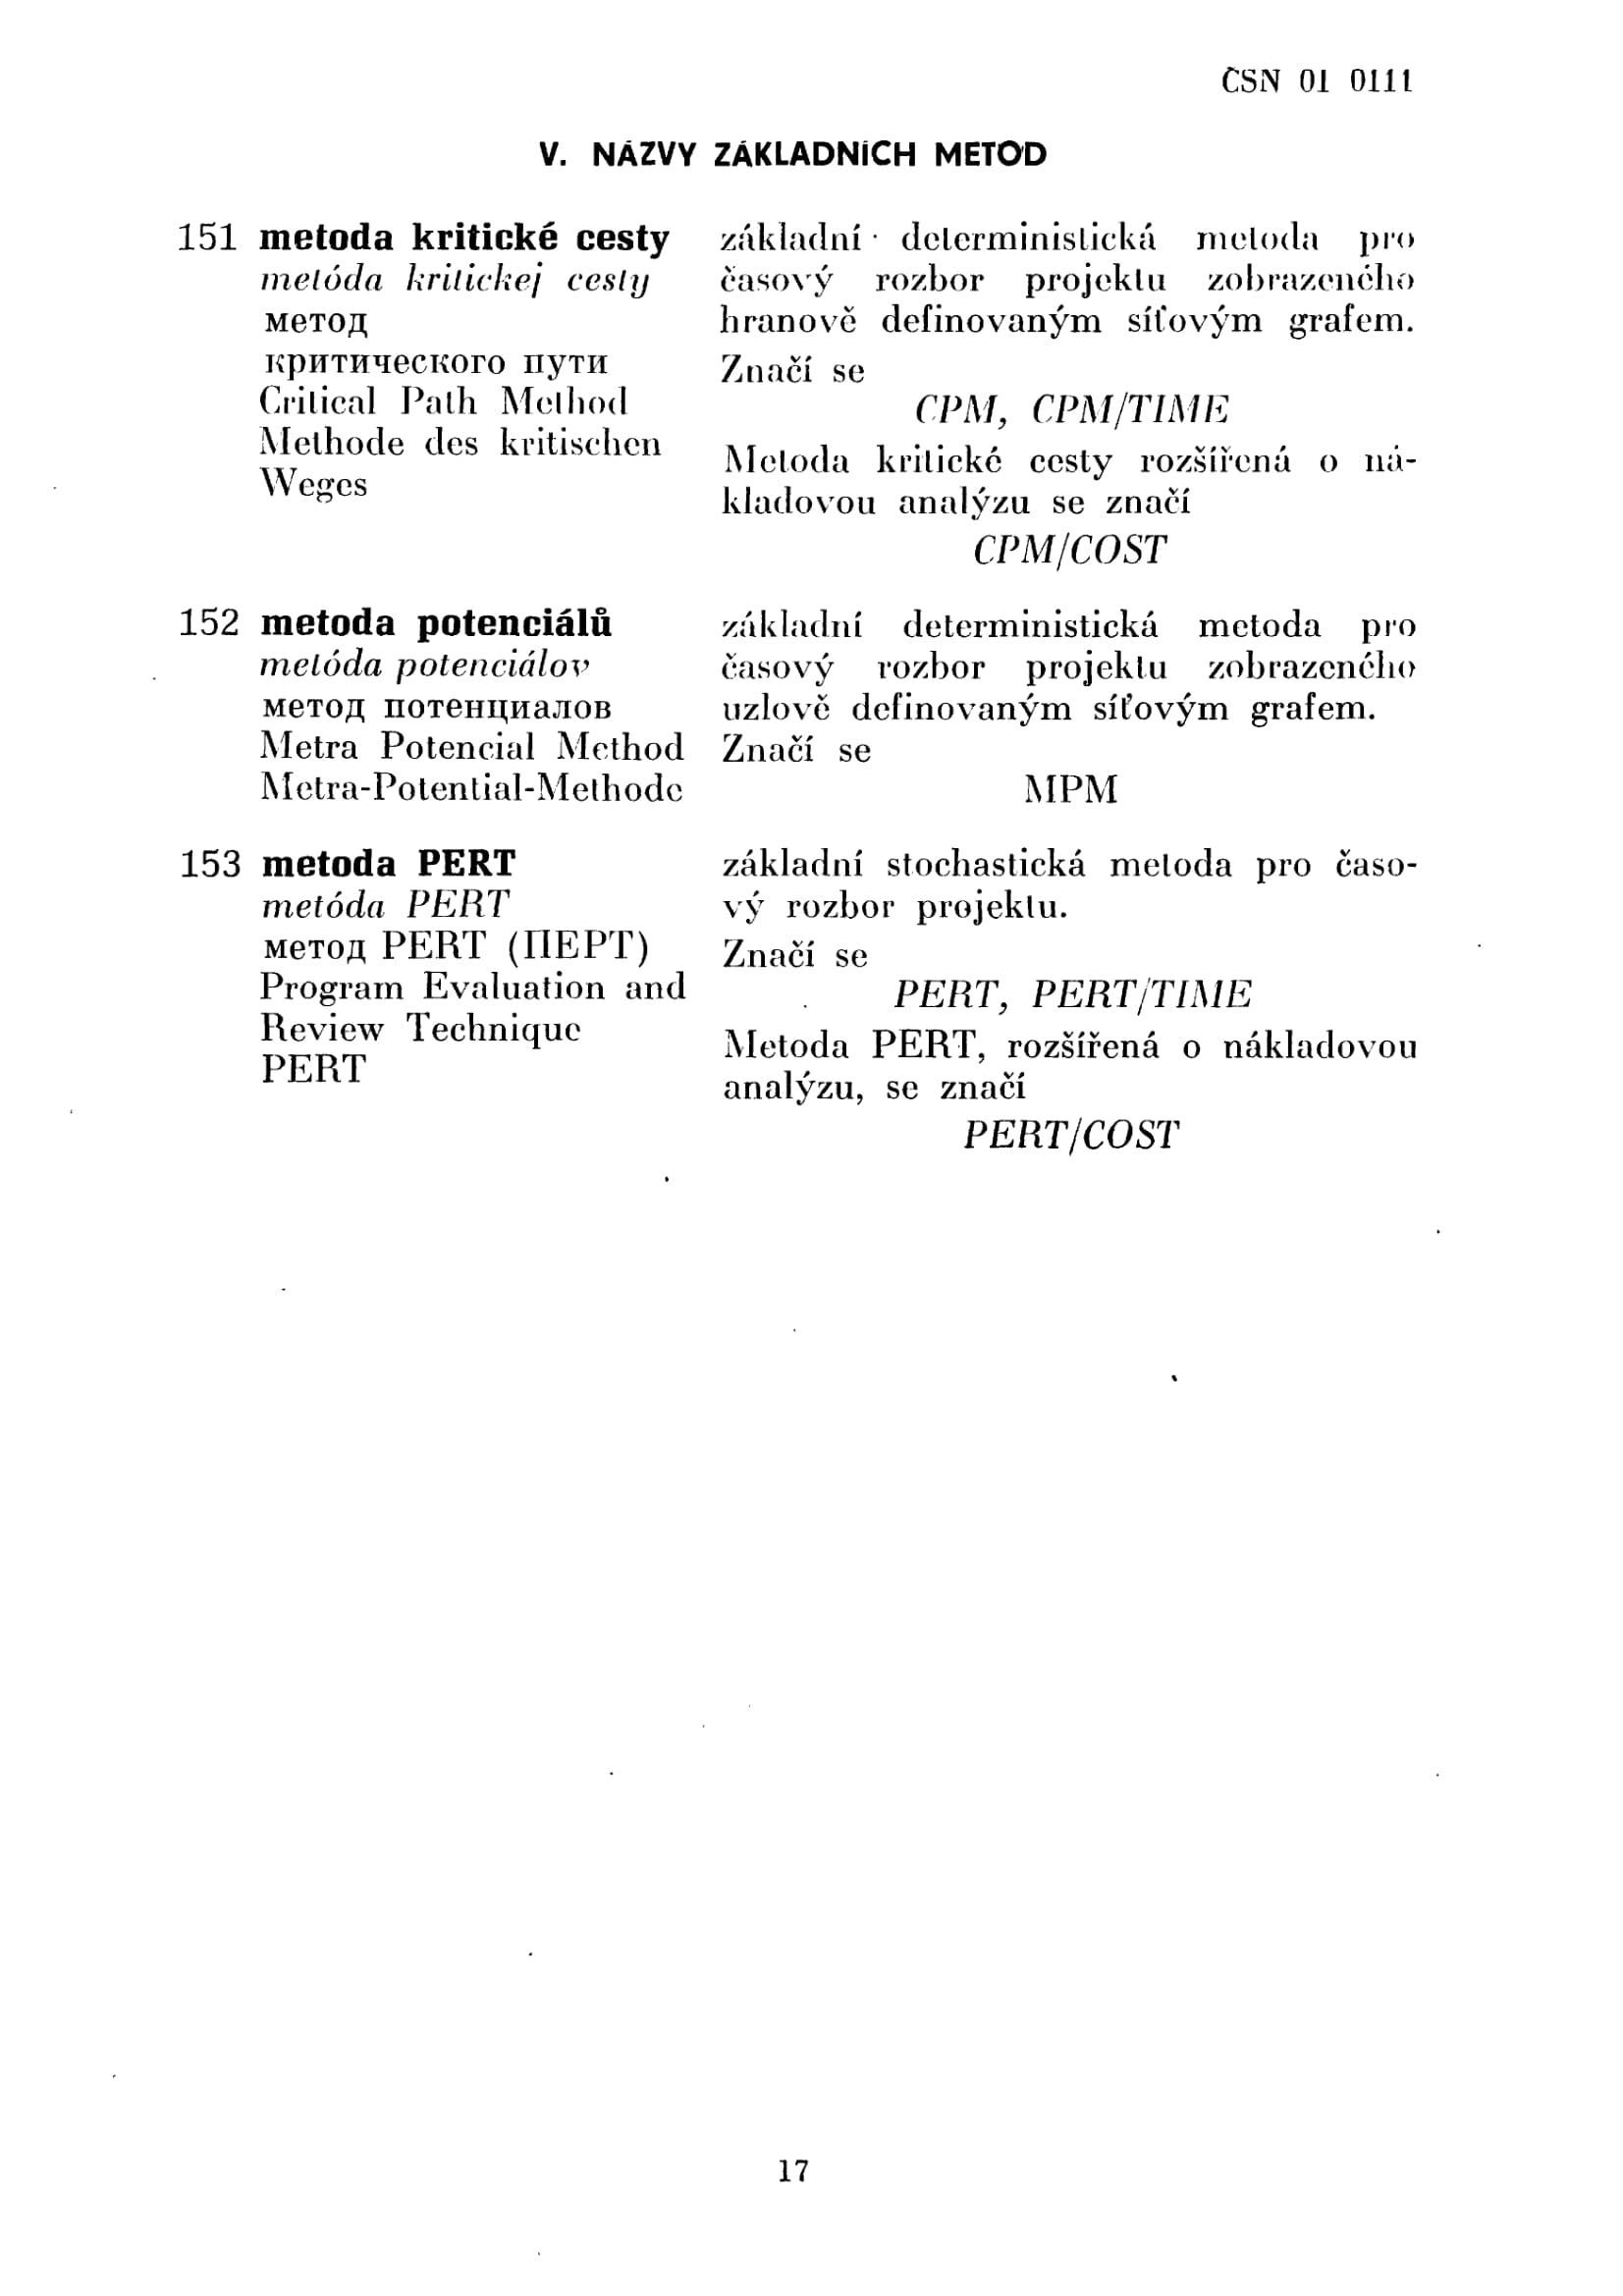 ČSN 01 0111
V. NÁZVY ZÁKLADNÍCH METOD
151 metoda kritické cesty
metóda kritickej cesty
метод
критического пути
Critical Path Method
Methode des kritischen
Weges
základní deterministická metoda pro
časový rozbor projektu zobrazeného
hranově definovaným síťovým grafem.
Značí se
CPM, CPM/TIME
Metoda kritické cesty rozšířená o ná-
kladovou analýzu se značí
CPM/COST
152 metoda potenciálů
metóda potenciálov
метод потенциалов
Metra Potencial Method
Metra-Potential-Methode
základní deterministická metoda pro
časový rozbor projektu zobrazeného
uzlově definovaným síťovým grafem.
Značí se
MPM
153 metoda PERT
metóda PERT
метод PERT (ПЕРТ)
Program Evaluation and
Review Technique
PERT
základní stochastická metoda pro časo-
vý rozbor projektu.
Značí se
PERT, PERT/TIME
Metoda PERT, rozšířená o nákladovou
analýzu, se značí
PERT/COST
17